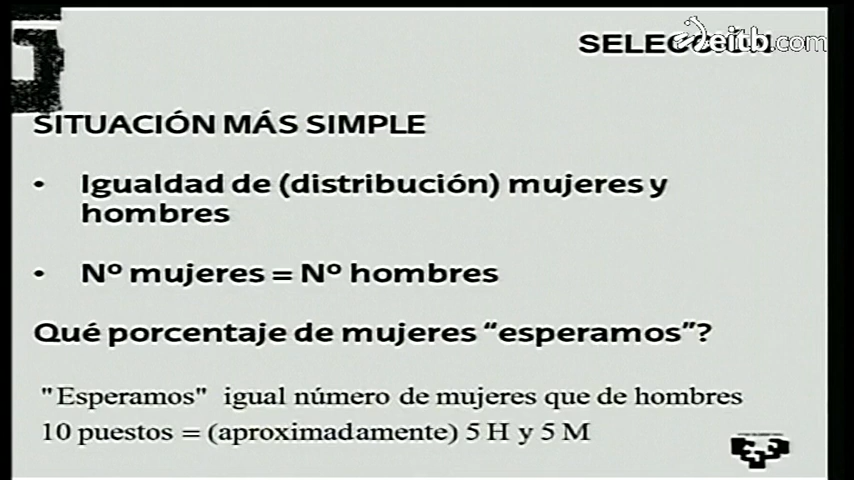 SELECCIÓN
eitb.com
SITUACIÓN MÁS SIMPLE
• Igualdad de (distribución) mujeres y
hombres
• Nº mujeres = Nº hombres
Qué porcentaje de mujeres “esperamos”?
"Esperamos" igual número de mujeres que de hombres
10 puestos = (aproximadamente) 5 H y 5 M